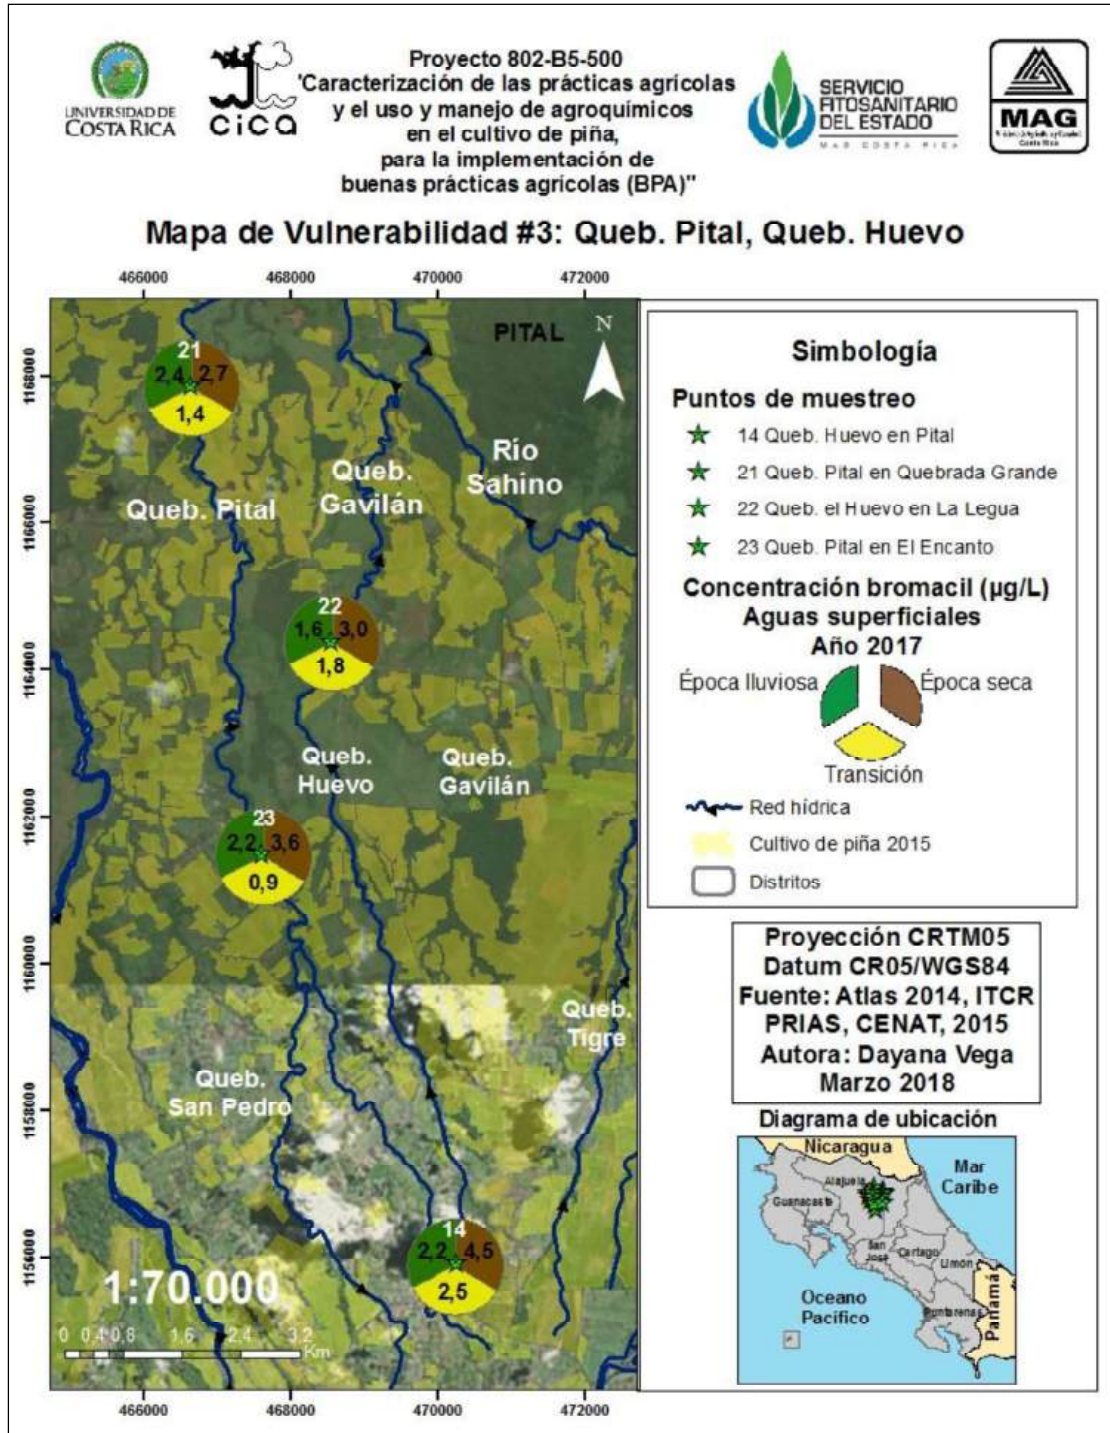 UNIVERSIDAD DE
COSTA RICA
CiCa
Proyecto 802-B5-500
"Caracterización de las prácticas agrícolas
y el uso y manejo de agroquímicos
en el cultivo de piña,
para la implementación de
buenas prácticas agrícolas (BPA)"
SERVICIO
FITOSANITARIO
DEL ESTADO
MAG COSTA RICA
MAG
Costa Rica
Mapa de Vulnerabilidad #3: Queb. Pital, Queb. Huevo
466000 468000 470000 472000
1168000
1166000
1164000
1162000
1160000
1158000
1156000
PITAL
N
21
2,4 2,7
1,4
Queb. Pital
Queb.
Gavilán
Río
Sahíno
22
1,6 3,0
1,8
Queb.
Huevo
Queb.
Gavilán
23
2,2 3,6
0,9
Queb.
Tigre
Queb.
San Pedro
14
2,2 4,5
2,5
1:70.000
0 0,4 0,8 1,6 2,4 3,2
Km
466000 468000 470000 472000
Simbología
Puntos de muestreo
14 Queb. Huevo en Pital
21 Queb. Pital en Quebrada Grande
22 Queb. el Huevo en La Legua
23 Queb. Pital en El Encanto
Concentración bromacil (µg/L)
Aguas superficiales
Año 2017
Época lluviosa
Época seca
Transición
Red hídrica
Cultivo de piña 2015
Distritos
Proyección CRTM05
Datum CR05/WGS84
Fuente: Atlas 2014, ITCR
PRIAS, CENAT, 2015
Autora: Dayana Vega
Marzo 2018
Diagrama de ubicación
Nicaragua
Mar
Caribe
Alajuela
Guanacaste
San
José
Cartago
Limón
Puntarenas
Panamá
Oceano
Pacífico